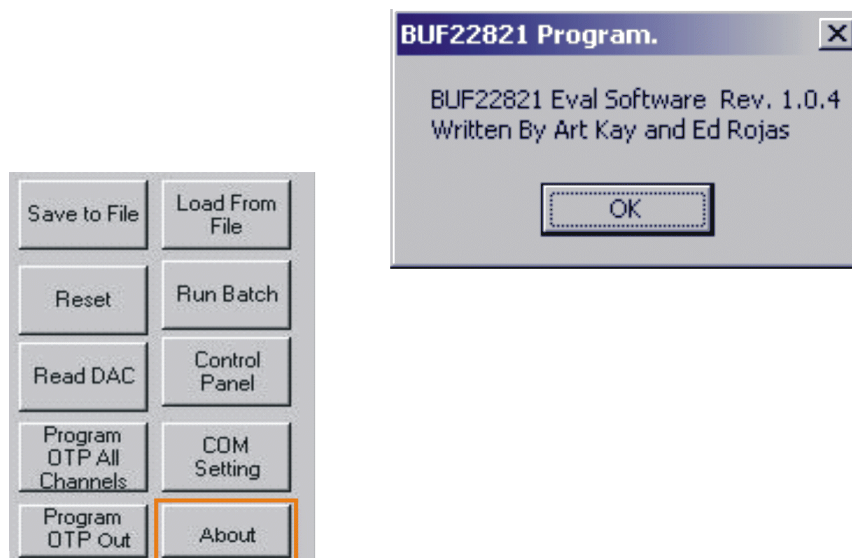 BUF22821 Program.
BUF22821 Eval Software Rev. 1.0.4
Written By Art Kay and Ed Rojas
OK
Save to File
Load From
File
Reset
Run Batch
Read DAC
Control
Panel
Program
OTP All
Channels
COM
Setting
Program
OTP Out
About